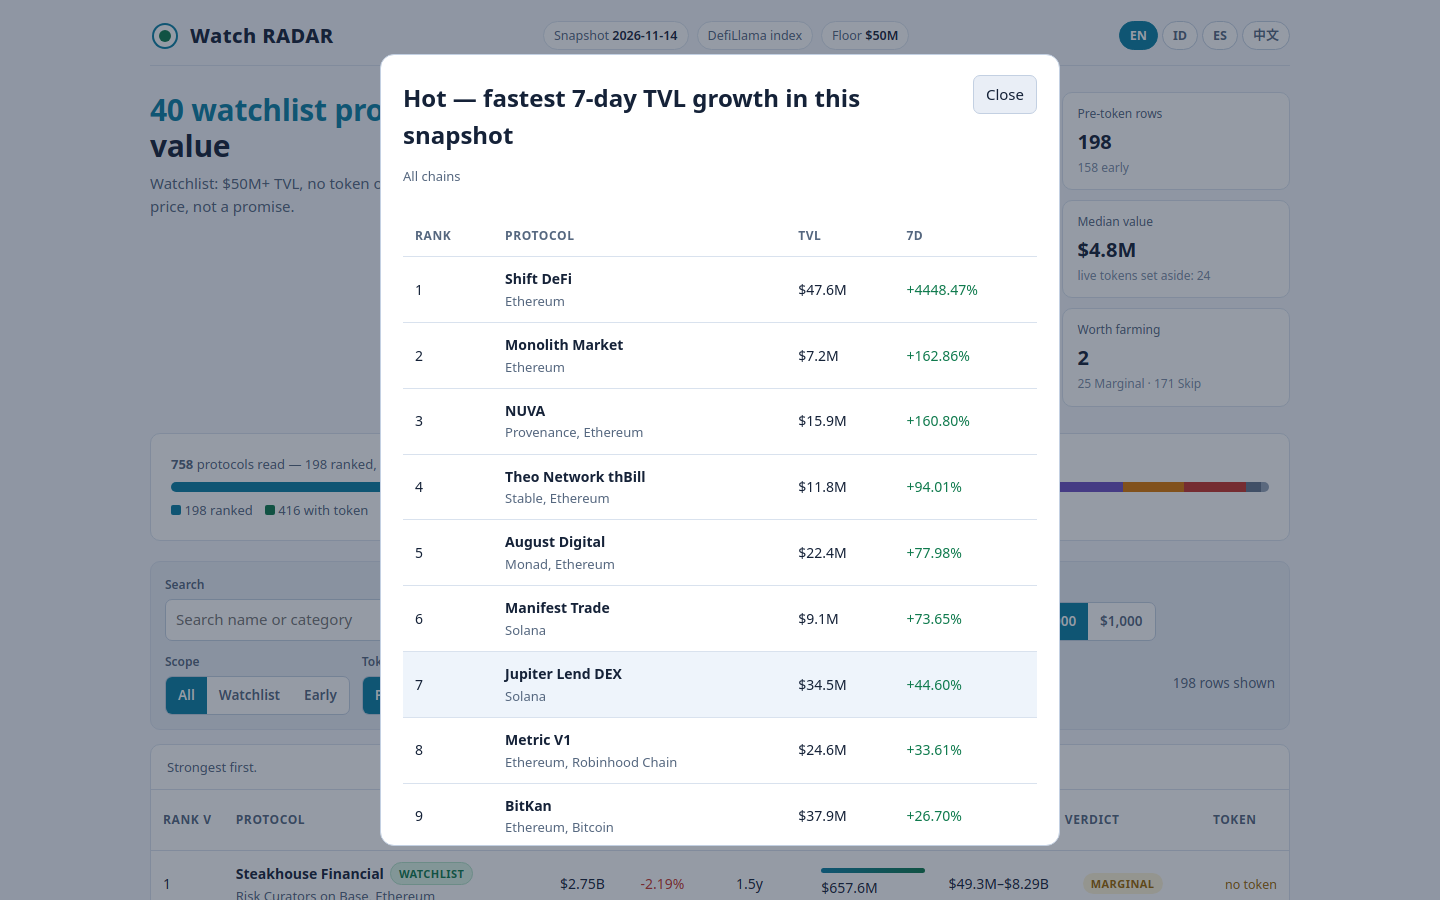 Watch RADAR
Snapshot 2026-11-14
DefiLlama index
Floor $50M
EN
ID
ES
中文
40 watchlist pro
value
Watchlist: $50M+ TVL, no token
price, not a promise.
Pre-token rows
198
158 early
Median value
$4.8M
live tokens set aside: 24
Worth farming
2
25 Marginal · 171 Skip
758 protocols read — 198 ranked,
198 ranked
416 with token
Search
Search name or category
$1,000
Scope
All
Watchlist
Early
198 rows shown
Strongest first.
RANK V
PROTOCOL
VERDICT
TOKEN
1
Steakhouse Financial
WATCHLIST
Risk Curators on Base, Ethereum
$2.75B
-2.19%
1.5y
$657.6M
$49.3M–$8.29B
MARGINAL
no token
Hot — fastest 7-day TVL growth in this
snapshot
Close
All chains
RANK
PROTOCOL
TVL
7D
1
Shift DeFi
Ethereum
$47.6M
+4448.47%
2
Monolith Market
Ethereum
$7.2M
+162.86%
3
NUVA
Provenance, Ethereum
$15.9M
+160.80%
4
Theo Network thBill
Stable, Ethereum
$11.8M
+94.01%
5
August Digital
Monad, Ethereum
$22.4M
+77.98%
6
Manifest Trade
Solana
$9.1M
+73.65%
7
Jupiter Lend DEX
Solana
$34.5M
+44.60%
8
Metric V1
Ethereum, Robinhood Chain
$24.6M
+33.61%
9
BitKan
Ethereum, Bitcoin
$37.9M
+26.70%